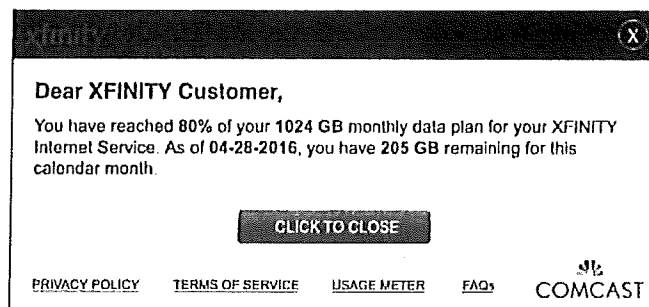 xfinity
X
Dear XFINITY Customer,
You have reached 80% of your 1024 GB monthly data plan for your XFINITY
Internet Service. As of 04-28-2016, you have 205 GB remaining for this
calendar month.
CLICK TO CLOSE
PRIVACY POLICY TERMS OF SERVICE USAGE METER FAQs COMCAST